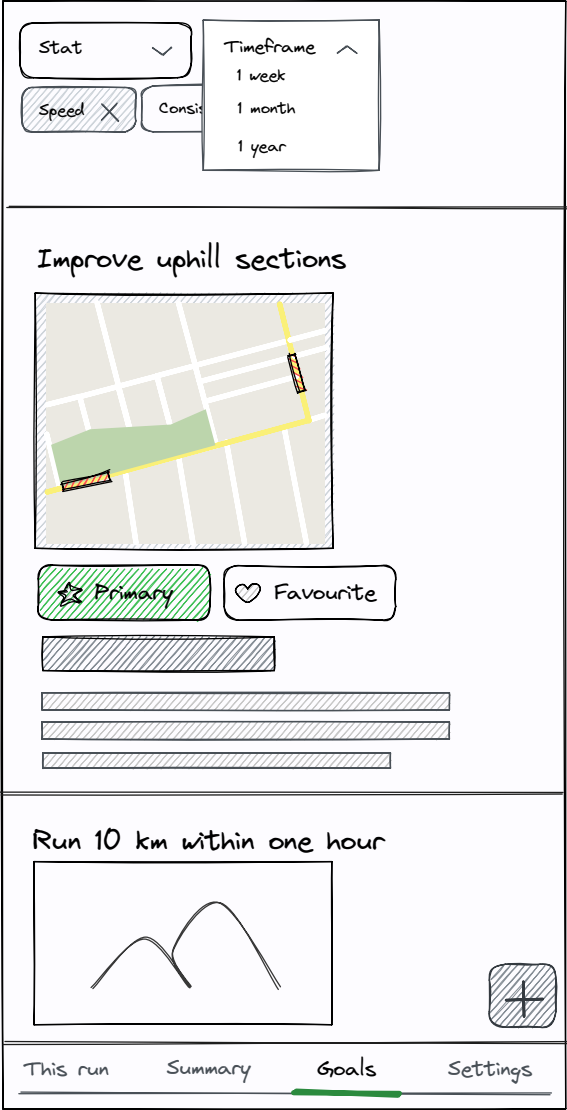 Stat
Timeframe
1 week
1 month
1 year
Speed
Improve uphill sections
Primary
Favourite
Run 10 km within one hour
This run
Summary
Goals
Settings